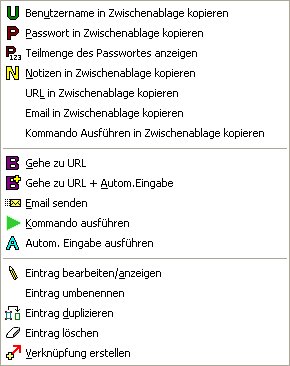 Benutzername in Zwischenablage kopieren
Passwort in Zwischenablage kopieren
Teilmenge des Passwortes anzeigen
Notizen in Zwischenablage kopieren
URL in Zwischenablage kopieren
Email in Zwischenablage kopieren
Kommando Ausführen in Zwischenablage kopieren
Gehe zu URL
Gehe zu URL + Autom.Eingabe
Email senden
Kommando ausführen
Autom. Eingabe ausführen
Eintrag bearbeiten/anzeigen
Eintrag umbenennen
Eintrag duplizieren
Eintrag löschen
Verknüpfung erstellen